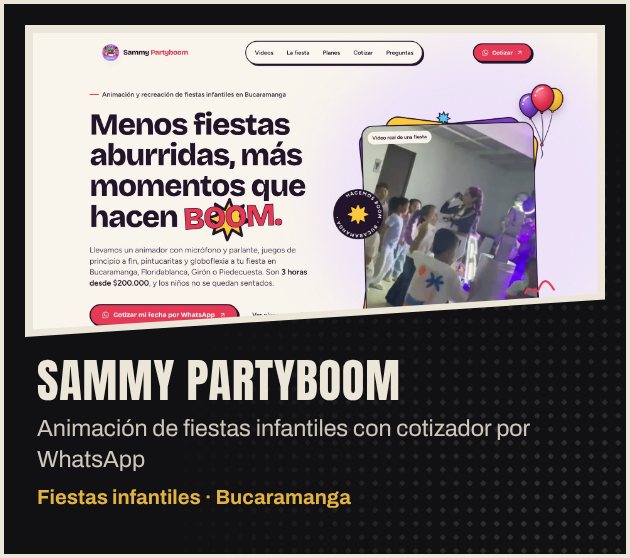 Sammy Partyboom
Videos La fiesta Planes Cotizar Preguntas
Cotizar
Animación y recreación de fiestas infantiles en Bucaramanga
Menos fiestas
aburridas, más
momentos que
hacen BOOM.
Video real de una fiesta
HACEMOS BOOM
BUCARAMANGA
Llevamos un animador con micrófono y parlante, juegos de
principio a fin, pintucaritas y globoflexia a tu fiesta en
Bucaramanga, Floridablanca, Girón o Piedecuesta. Son 3 horas
desde $200.000, y los niños no se quedan sentados.
Cotizar mi fecha por WhatsApp
SAMMY PARTYBOOM
Animación de fiestas infantiles con cotizador por
WhatsApp
Fiestas infantiles · Bucaramanga